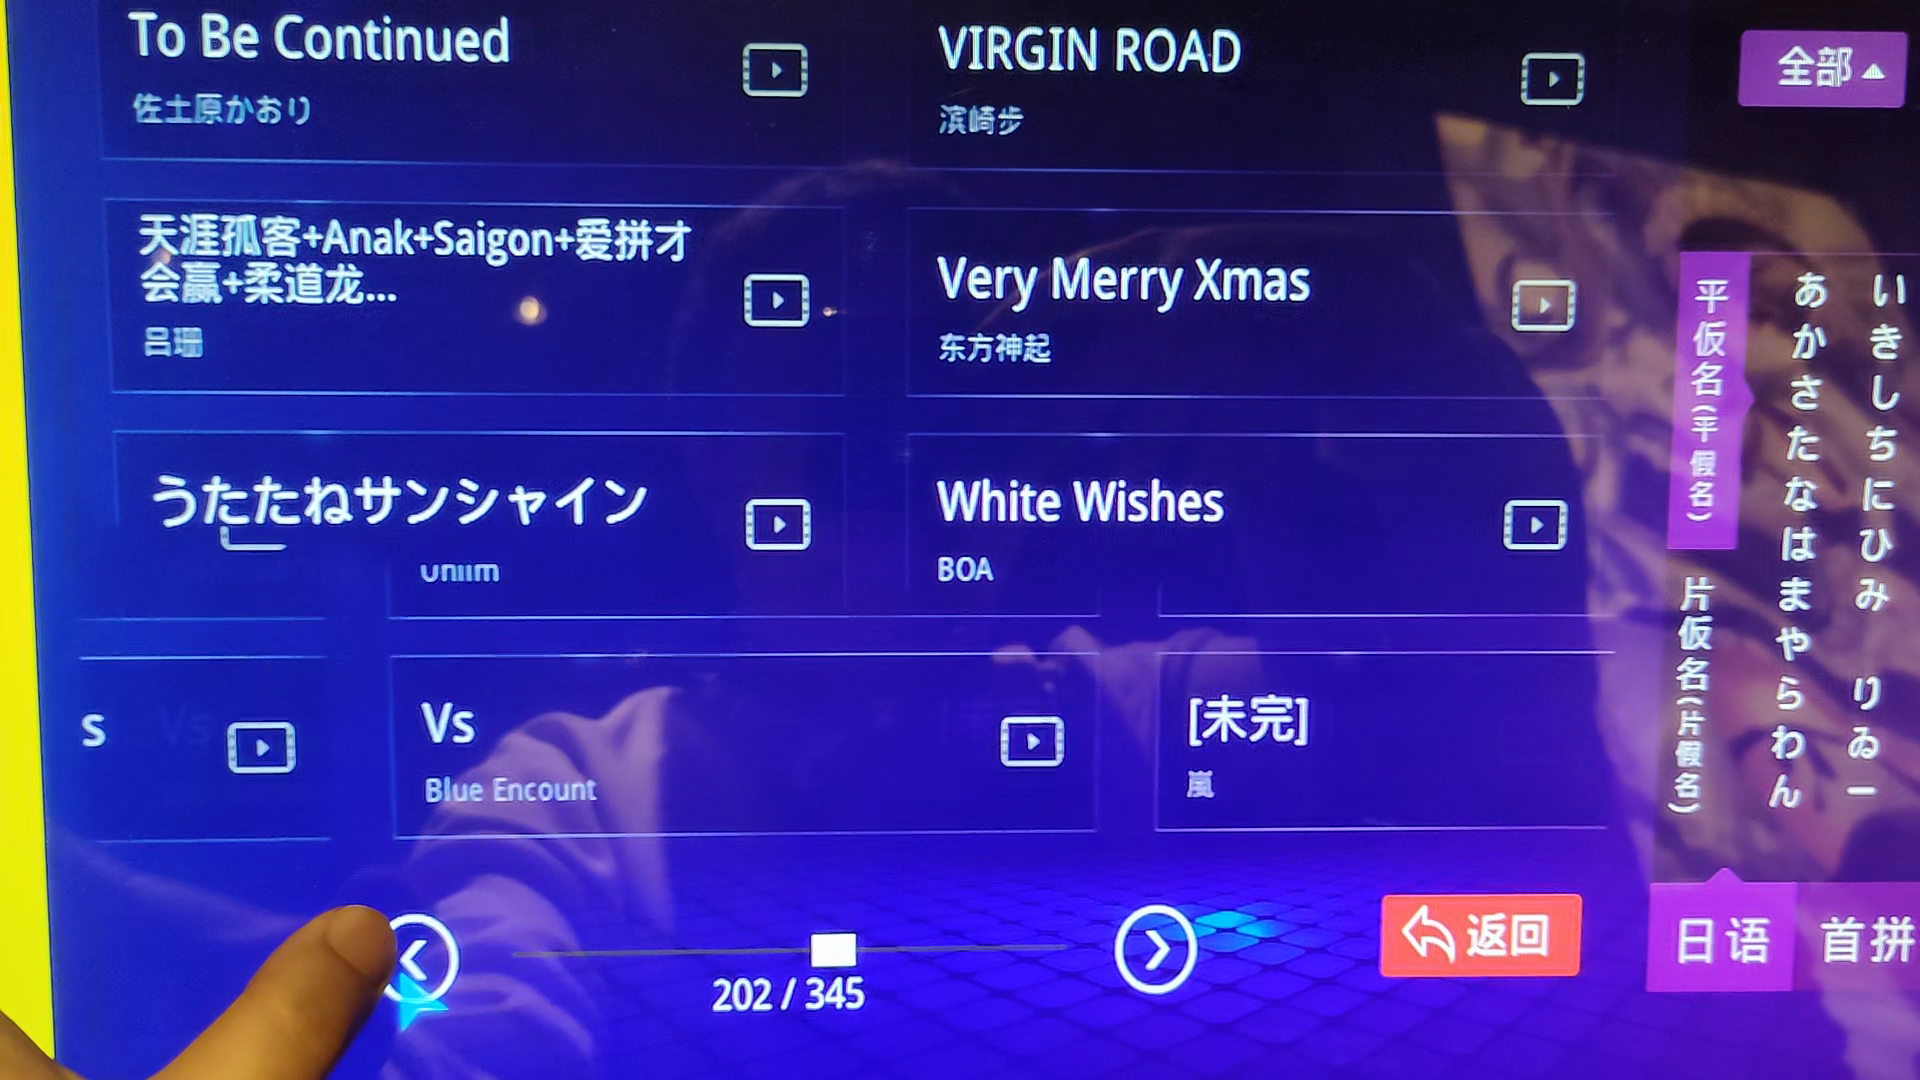 To Be Continued
佐土原かおり
VIRGIN ROAD
滨崎步
全部
天涯孤客+Anak+Saigon+爱拼才
会赢+柔道龙...
吕珊
Very Merry Xmas
东方神起
うたたねサンシャイン
White Wishes
BOA
s
Vs
Blue Encount
[未完]
嵐
202 / 345
返回
平仮名(平假名)
片仮名(片假名)
あかさたなはまやらわん
いきしちにひみ りゐー
日语
首拼